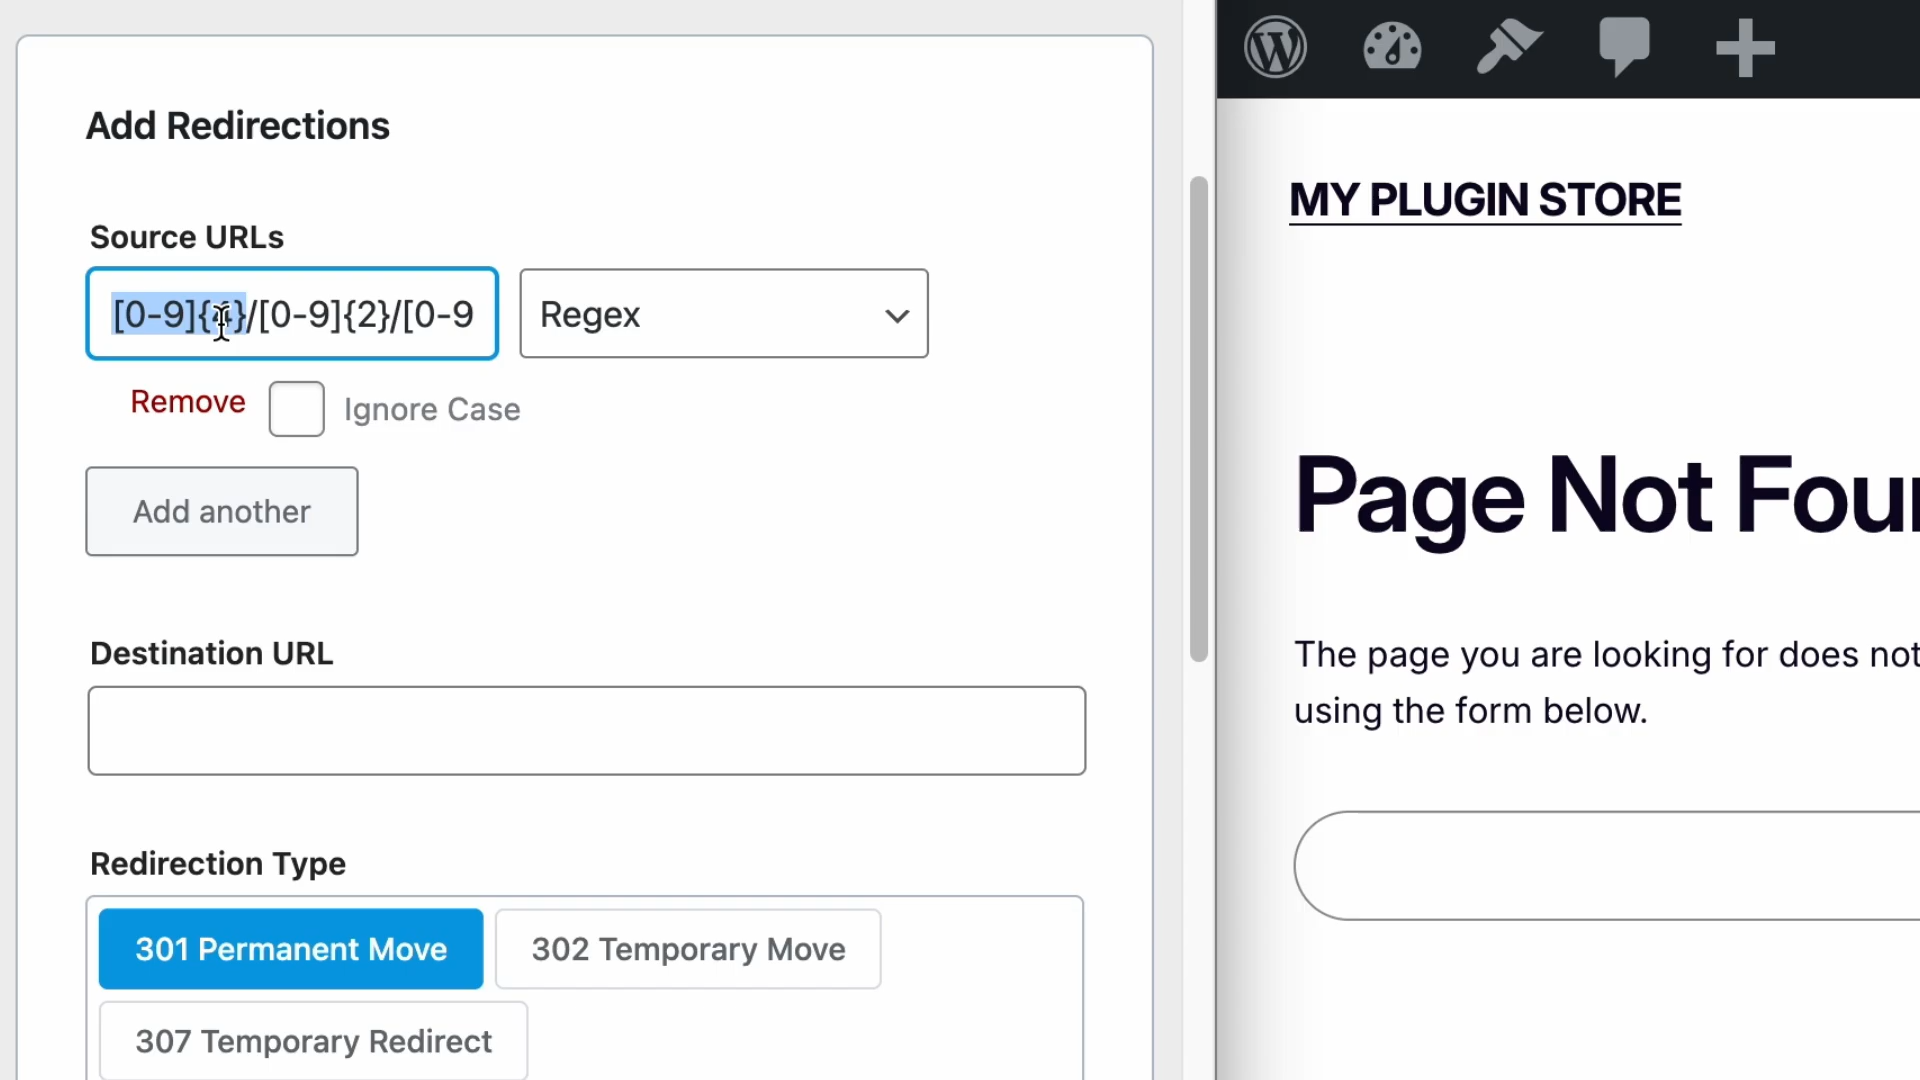 Add Redirections
Source URLs
[0-9]{4}/[0-9]{2}/[0-9
Regex
Remove
Ignore Case
Add another
Destination URL
Redirection Type
301 Permanent Move
302 Temporary Move
307 Temporary Redirect
MY PLUGIN STORE
Page Not Four
The page you are looking for does not
using the form below.